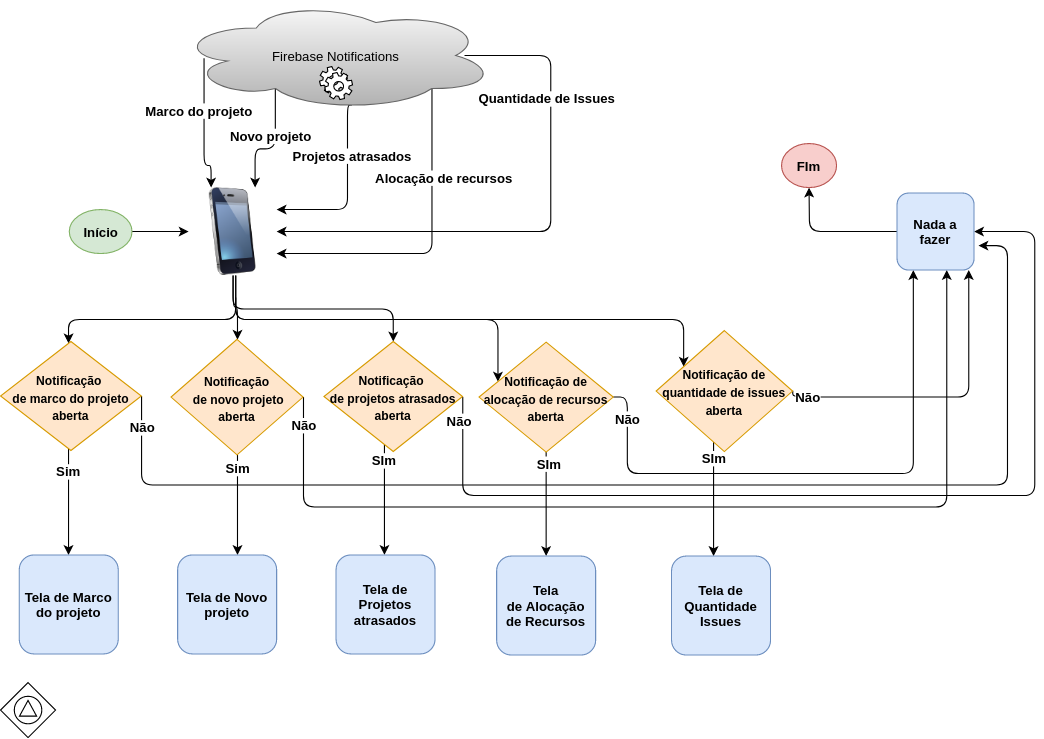 Firebase Notifications
Marco do projeto
Novo projeto
Projetos atrasados
Alocação de recursos
Quantidade de Issues
Início
FIm
Nada a
fazer
Notificação
de marco do projeto
aberta
Notificação
de novo projeto
aberta
Notificação
de projetos atrasados
aberta
Notificação de
alocação de recursos
aberta
Notificação de
quantidade de issues
aberta
Não
Não
Não
Não
Não
Sim
Sim
SIm
SIm
SIm
Tela de Marco
do projeto
Tela de Novo
projeto
Tela de
Projetos
atrasados
Tela
de Alocação
de Recursos
Tela de
Quantidade
Issues